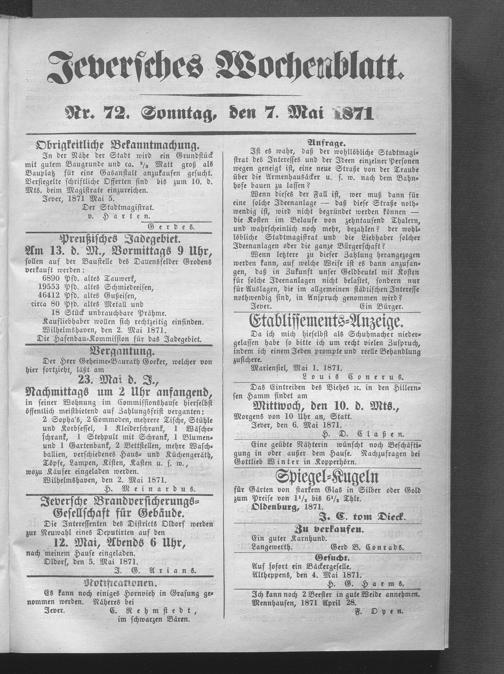 Jeversches Wochenblatt.
Nr. 72. Sonntag, den 7. Mai 1871
Obrigkeitliche Bekanntmachung.
In der Nähe der Stadt wird ein Grundstück
mit gutem Baugrunde und ca. Matt groß als
Bauplatz für eine Gasanstalt anzukaufen gesucht.
Versiegelte schriftliche Offerten sind bis zum 10. d.
Mts. beim Magistrate einzureichen.
Jever, 1871 Mai 5.
Der Stadtmagistrat.
v. Harten.
Gerdes.
Preußisches Jadegebiet.
Am 13. d. M., Vormittags 9 Uhr,
sollen auf der Baustelle des Dauensfelder Grodens
verkauft werden:
6890 Pfd. altes Tauwerk,
19553 Pfd. altes Schmiedeeisen,
46412 Pfd. altes Gußeisen,
circa 80 Pfd. altes Metall und
18 Stück unbrauchbare Prähme.
Kaufliebhaber wollen sich rechtzeitig einfinden.
Wilhelmshaven, den 2. Mai 1871.
Die Hafenbau-Kommission für das Jadegebiet.
Vergantung.
Der Herr Geheime-Baurath Goeker, welcher von
hier fortzieht, läßt am
23. Mai d. J.,
Nachmittags um 2 Uhr anfangend,
in seiner Wohnung im Commissionshause hierselbst
öffentlich meistbietend auf Zahlungsfrist verganten:
2 Sopha's, 2 Commoden, mehrere Tische, Stühle
und Korbsessel, 1 Kleiderschrank, 1 Wäsche-
schrank, 1 Stehpult mit Schrank, 1 Blumen-
und 1 Gartenbank, 2 Bettstellen, mehre Wasch-
balljen, verschiedenes Haus- und Küchengeräth,
Töpfe, Lampen, Kisten, Kasten u. s. w.,
wozu Käufer eingeladen werden.
Wilhelmshaven, den 2. Mai 1871.
H. Meinardus.
Jeversche Brandversicherungs-
Gesellschaft für Gebäude.
Die Interessenten des Districts Oldorf werden
zur Neuwahl eines Deputirten auf den
12. Mai, Abends 6 Uhr,
nach meinem Hause eingeladen.
Oldorf, den 5. Mai 1871.
J. G. Arians.
Notificationen.
Es kann noch einiges Hornvieh in Grasung ge-
nommen werden. Näheres bei
Jever. C. Rehmstedt,
im schwarzen Bären.
Anfrage.
Ist es wahr, daß der wohllöbliche Stadtmagi-
strat des Interesses und der Ideen einzelner Personen
wegen geneigt ist, eine neue Straße von der Traube
über die Armenhausäcker u. s. w. nach dem Bahn-
hofe bauen zu lassen?
Wenn dieses der Fall ist, wer muß dann für
eine solche Ideenanlage — daß diese Straße noth-
wendig ist, wird nicht begründet werden können —
die Kosten im Belaufe von zehntausend Thalern,
und wahrscheinlich noch mehr, bezahlen? der wohl-
löbliche Stadtmagistrat und die Liebhaber solcher
Ideenanlagen oder die ganze Bürgerschaft?
Wenn letztere zu dieser Zahlung herangezogen
werden kann, auf welche Weise ist es dann anzufan-
gen, daß in Zukunft unser Geldbeutel mit Kosten
für solche Ideenanlagen nicht belastet, sondern nur
für Auslagen, die im allgemeinen städtischen Interesse
nothwendig sind, in Anspruch genommen wird?
Jever. Ein Bürger.
Etablissements-Anzeige.
Da ich mich hieselbst als Schuhmacher nieder-
gelassen habe so bitte ich um recht vielen Zuspruch,
indem ich einem Jeden prompte und reelle Behandlung
zusichere.
Mariensiel, Mai 1. 1871.
Louis Conerus.
Das Eintreiben des Viehes ꝛc. in den Hillern-
sen Hamm findet am
Mittwoch, den 10. d. Mts.,
Morgens von 10 Uhr an, Statt.
Jever, den 6. Mai 1871.
H. D. Claßen.
Eine geübte Nähterin wünscht noch Beschäfti-
gung in oder außer dem Hause. Nachzufragen bei
Gottlieb Winter in Kopperhörn.
Spiegel-Kugeln
für Gärten von starkem Glas in Silber oder Gold
zum Preise von 1½ bis Thlr.
Oldenburg, 1871.
J. C. tom Dieck.
Zu verkaufen.
Ein guter Karnhund.
Langewerth. Gerd B. Conrads.
Gesucht.
Auf sofort ein Bäckergeselle.
Altheppens, den 4. Mai 1871.
H. G. Harms.
Ich kann noch 2 Beester in gute Weide annehmen.
Mennhausen, 1871 April 28.
F. Open.